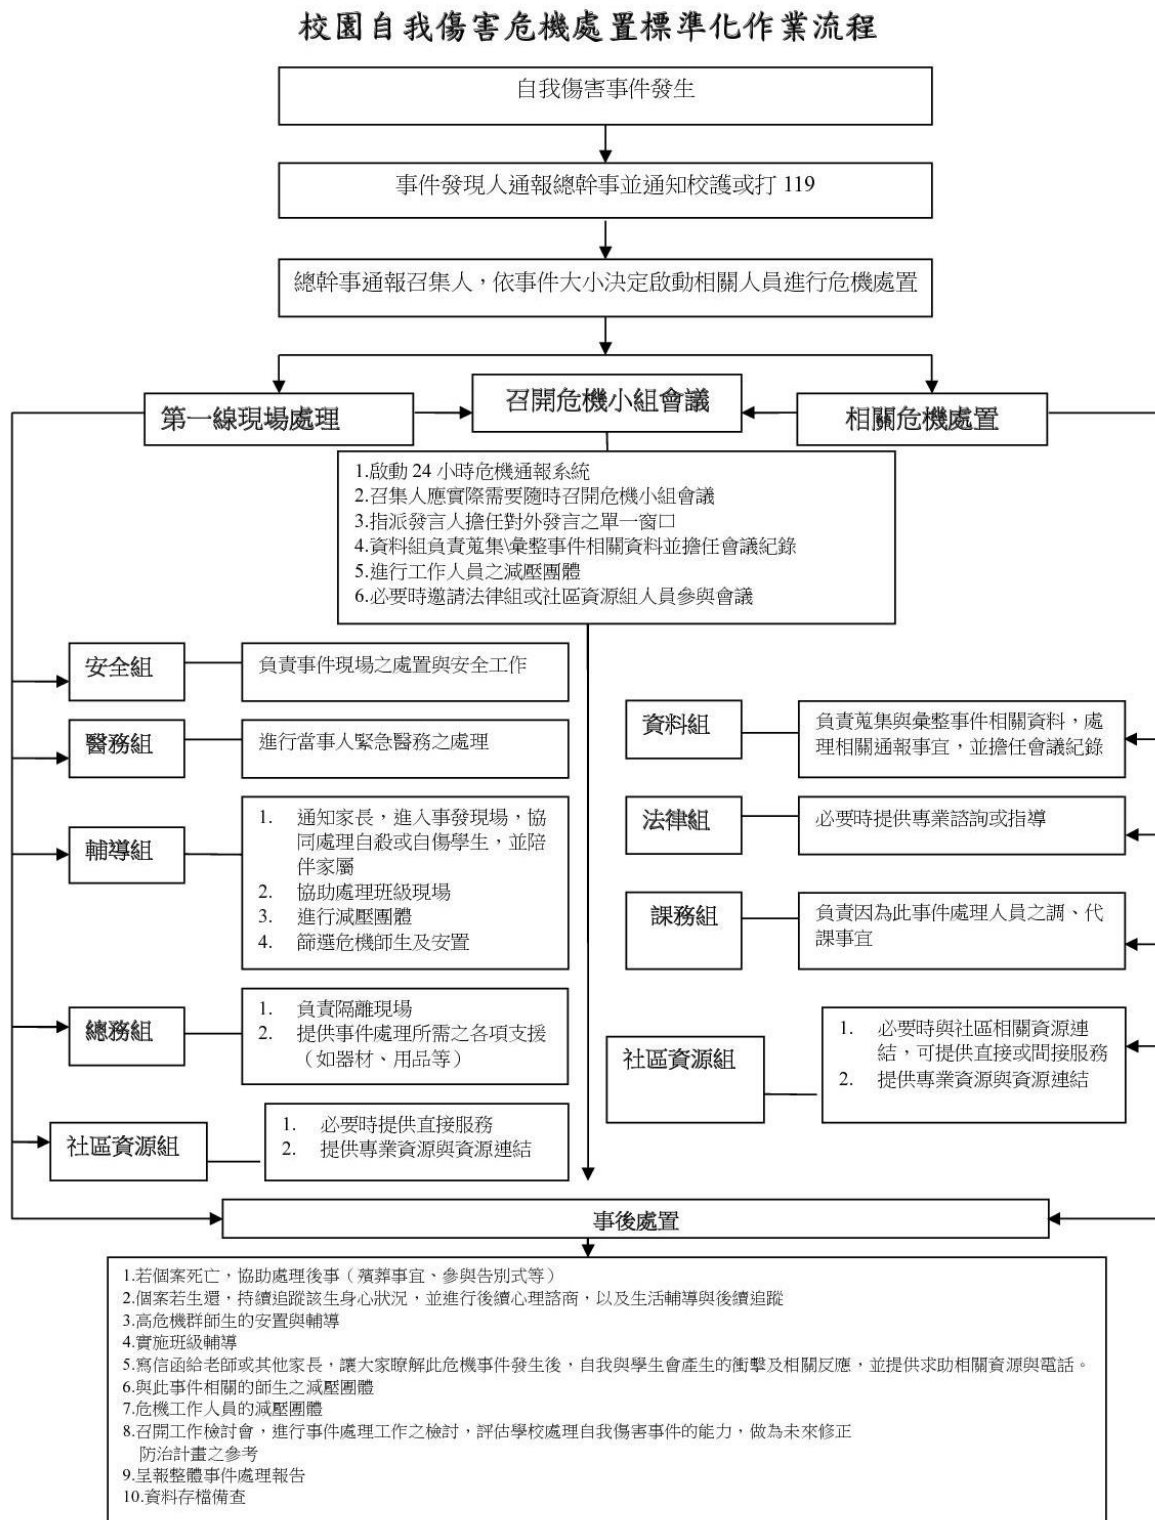 校園自我傷害危機處置標準化作業流程
自我傷害事件發生
事件發現人通報總幹事並通知校護或打 119
總幹事通報召集人，依事件大小決定啟動相關人員進行危機處置
第一線現場處理
召開危機小組會議
相關危機處置
1.啟動 24 小時危機通報系統
2.召集人應實際需要隨時召開危機小組會議
3.指派發言人擔任對外發言之單一窗口
4.資料組負責蒐集\彙整事件相關資料並擔任會議紀錄
5.進行工作人員之減壓團體
6.必要時邀請法律組或社區資源組人員參與會議
安全組
負責事件現場之處置與安全工作
醫務組
進行當事人緊急醫務之處理
輔導組
1. 通知家長，進入事發現場，協
同處理自殺或自傷學生，並陪
伴家屬
2. 協助處理班級現場
3. 進行減壓團體
4. 篩選危機師生及安置
總務組
1. 負責隔離現場
2. 提供事件處理所需之各項支援
（如器材、用品等）
社區資源組
1. 必要時提供直接服務
2. 提供專業資源與資源連結
資料組
負責蒐集與彙整事件相關資料，處
理相關通報事宜，並擔任會議紀錄
法律組
必要時提供專業諮詢或指導
課務組
負責因為此事件處理人員之調、代
課事宜
社區資源組
1. 必要時與社區相關資源連
結，可提供直接或間接服務
2. 提供專業資源與資源連結
事後處置
1.若個案死亡，協助處理後事（殯葬事宜、參與告別式等）
2.個案若生還，持續追蹤該生身心狀況，並進行後續心理諮商，以及生活輔導與後續追蹤
3.高危機群師生的安置與輔導
4.實施班級輔導
5.寫信函給老師或其他家長，讓大家瞭解此危機事件發生後，自我與學生會產生的衝擊及相關反應，並提供求助相關資源與電話。
6.與此事件相關的師生之減壓團體
7.危機工作人員的減壓團體
8.召開工作檢討會，進行事件處理工作之檢討，評估學校處理自我傷害事件的能力，做為未來修正
防治計畫之參考
9.呈報整體事件處理報告
10.資料存檔備查